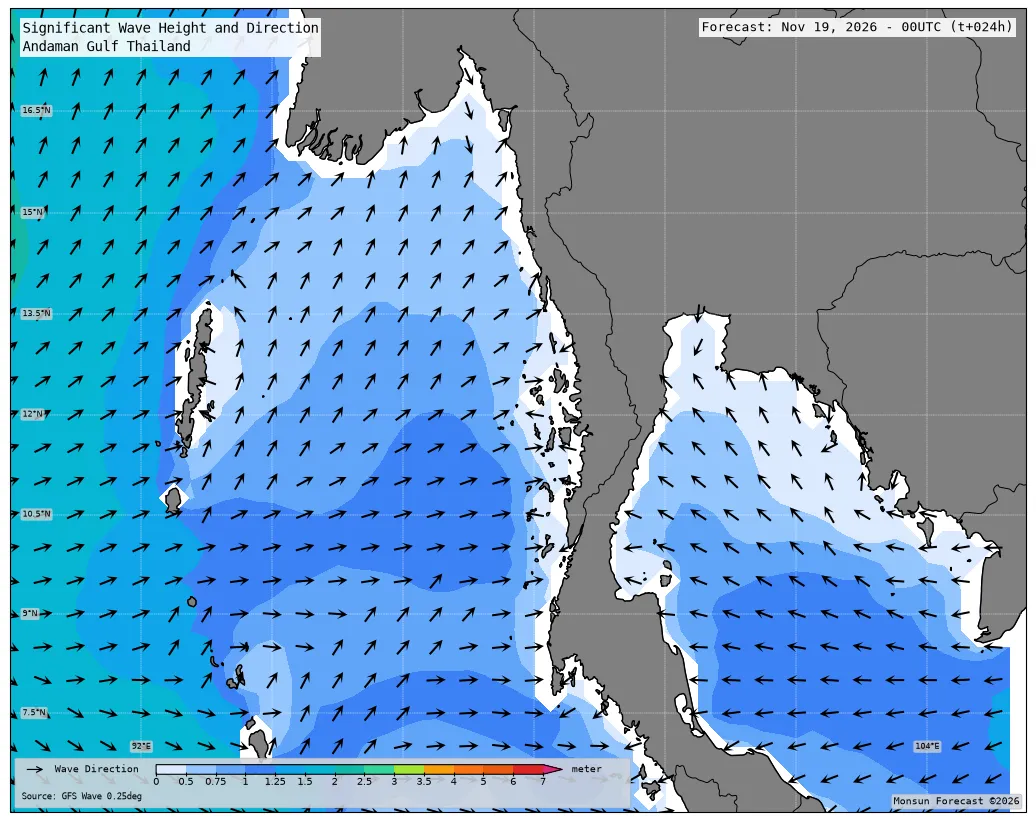 Significant Wave Height and Direction
Andaman Gulf Thailand
Forecast: Nov 19, 2026 - 00UTC (t+024h)
16.5°N
15°N
13.5°N
12°N
10.5°N
9°N
7.5°N
92°E
104°E
Wave Direction
meter
0 0.5 0.75 1 1.25 1.5 2 2.5 3 3.5 4 5 6 7
Source: GFS Wave 0.25deg
Monsun Forecast ©2026